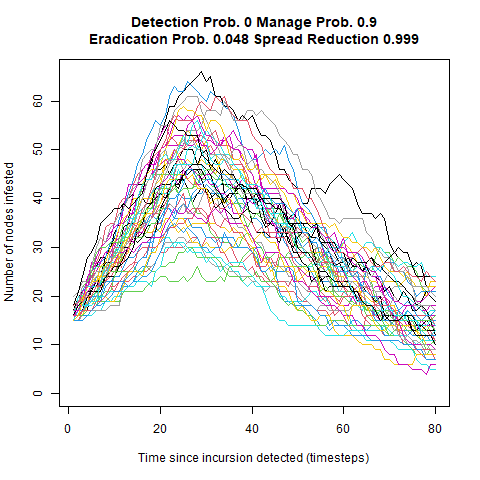 Detection Prob. 0 Manage Prob. 0.9
Eradication Prob. 0.048 Spread Reduction 0.999
Number of nodes infested
60
50
40
30
20
10
0
0 20 40 60 80
Time since incursion detected (timesteps)